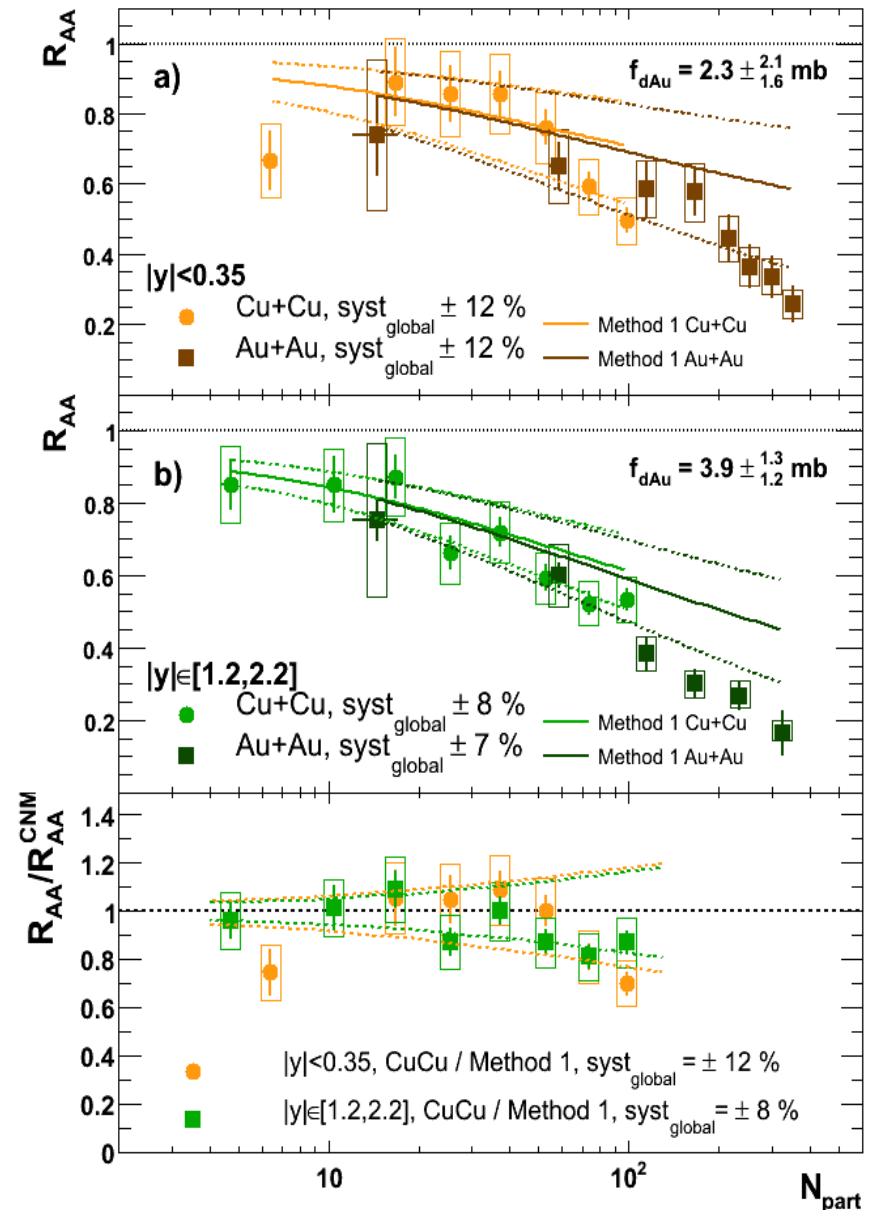 R_AA
1
0.8
0.6
0.4
0.2
a)
f_dAu = 2.3 ± ^2.1 _1.6 mb
|y|<0.35
Cu+Cu, syst_global ± 12 %
Au+Au, syst_global ± 12 %
Method 1 Cu+Cu
Method 1 Au+Au
R_AA
1
0.8
0.6
0.4
0.2
b)
f_dAu = 3.9 ± ^1.3 _1.2 mb
|y|∈[1.2,2.2]
Cu+Cu, syst_global ± 8 %
Au+Au, syst_global ± 7 %
Method 1 Cu+Cu
Method 1 Au+Au
R_AA/R_AA^CNM
1.4
1.2
1
0.8
0.6
0.4
0.2
0
|y|<0.35, CuCu / Method 1, syst_global = ± 12 %
|y|∈[1.2,2.2], CuCu / Method 1, syst_global = ± 8 %
10
10^2
N_part